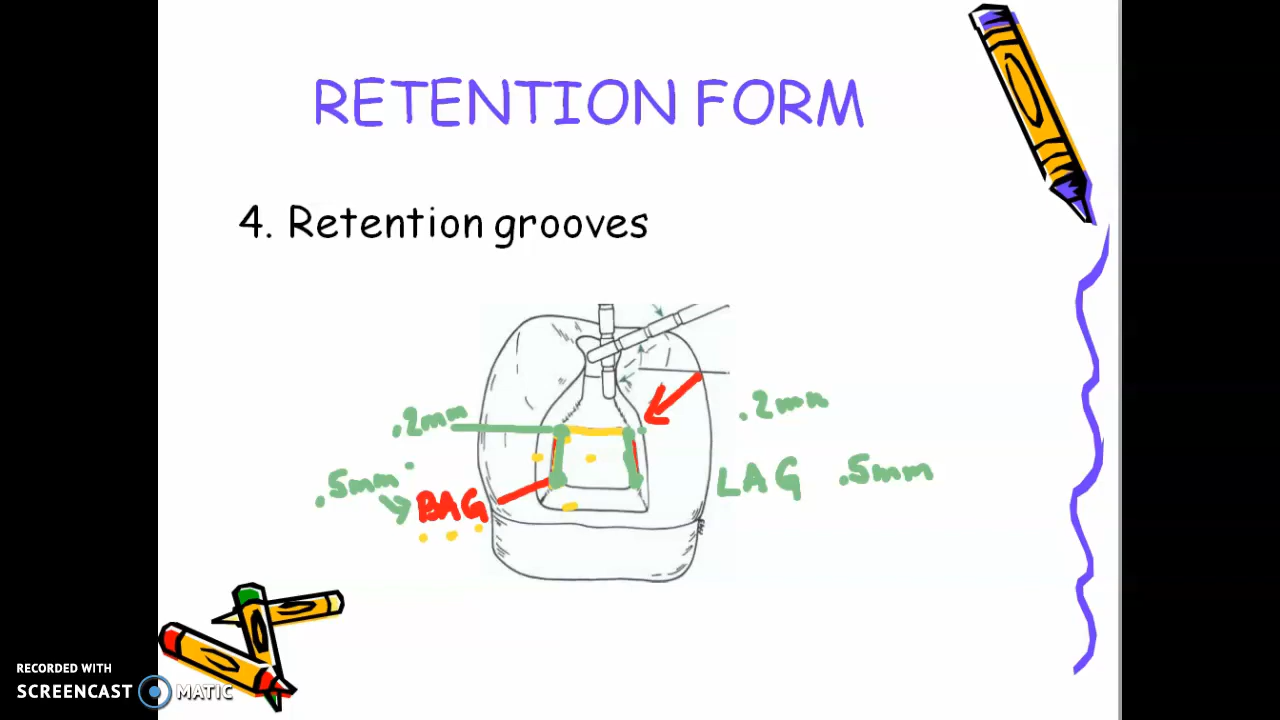 RETENTION FORM
4. Retention grooves
.2mm
.2mm
.5mm
BAG
LAG .5mm
RECORDED WITH
SCREENCAST MATIC